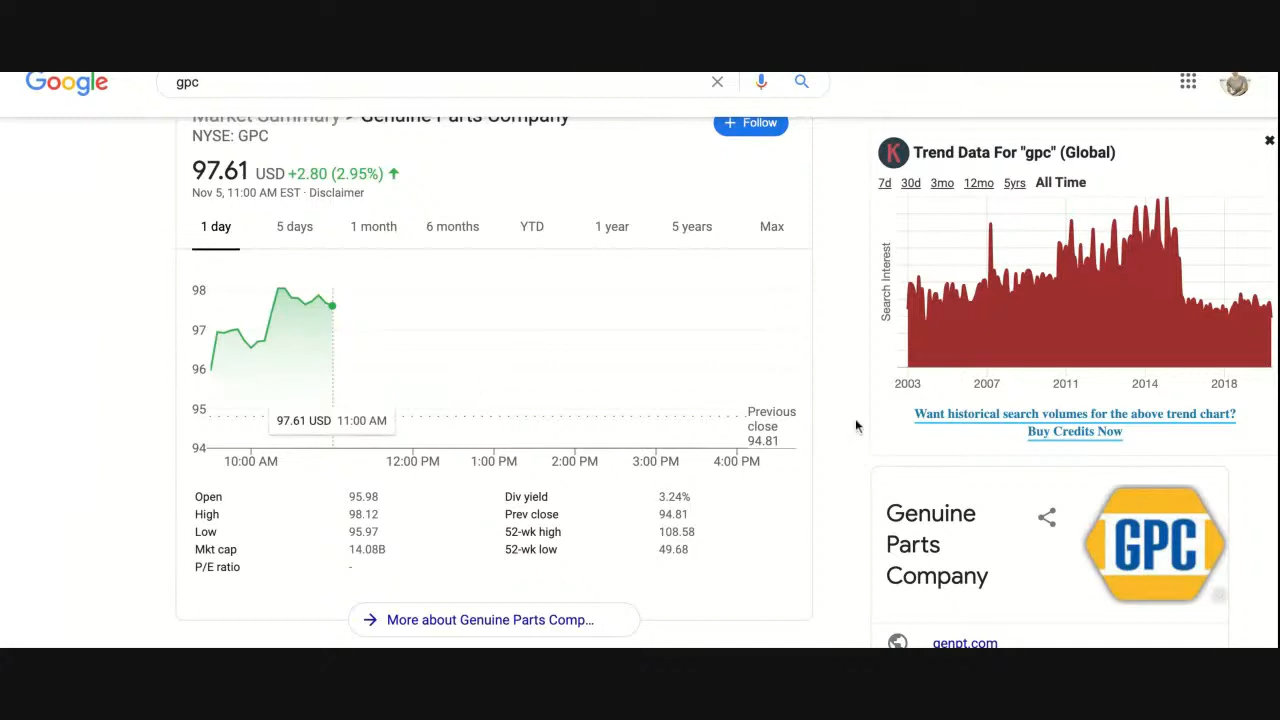 Google
gpc
Market Summary > Genuine Parts Company
NYSE: GPC
+ Follow
97.61 USD +2.80 (2.95%) ↑
Nov 5, 11:00 AM EST · Disclaimer
1 day 5 days 1 month 6 months YTD 1 year 5 years Max
98
97
96
95
94
97.61 USD 11:00 AM
Previous
close
94.81
10:00 AM 12:00 PM 1:00 PM 2:00 PM 3:00 PM 4:00 PM
Open 95.98 Div yield 3.24%
High 98.12 Prev close 94.81
Low 95.97 52-wk high 108.58
Mkt cap 14.08B 52-wk low 49.68
P/E ratio -
→ More about Genuine Parts Comp...
K Trend Data For "gpc" (Global)
7d 30d 3mo 12mo 5yrs All Time
Search Interest
2003 2007 2011 2014 2018
Want historical search volumes for the above trend chart?
Buy Credits Now
Genuine
Parts
Company
GPC
genpt.com